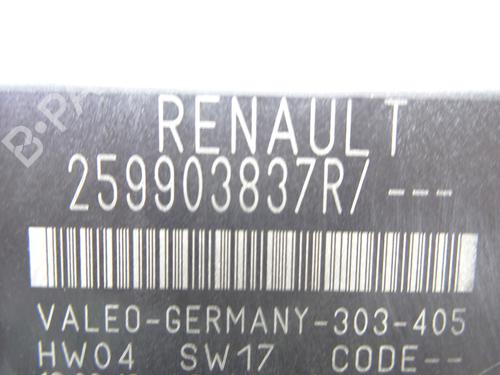 RENAULT
259903837R/---
VALEO-GERMANY-303-405
HW04 SW17 CODE--